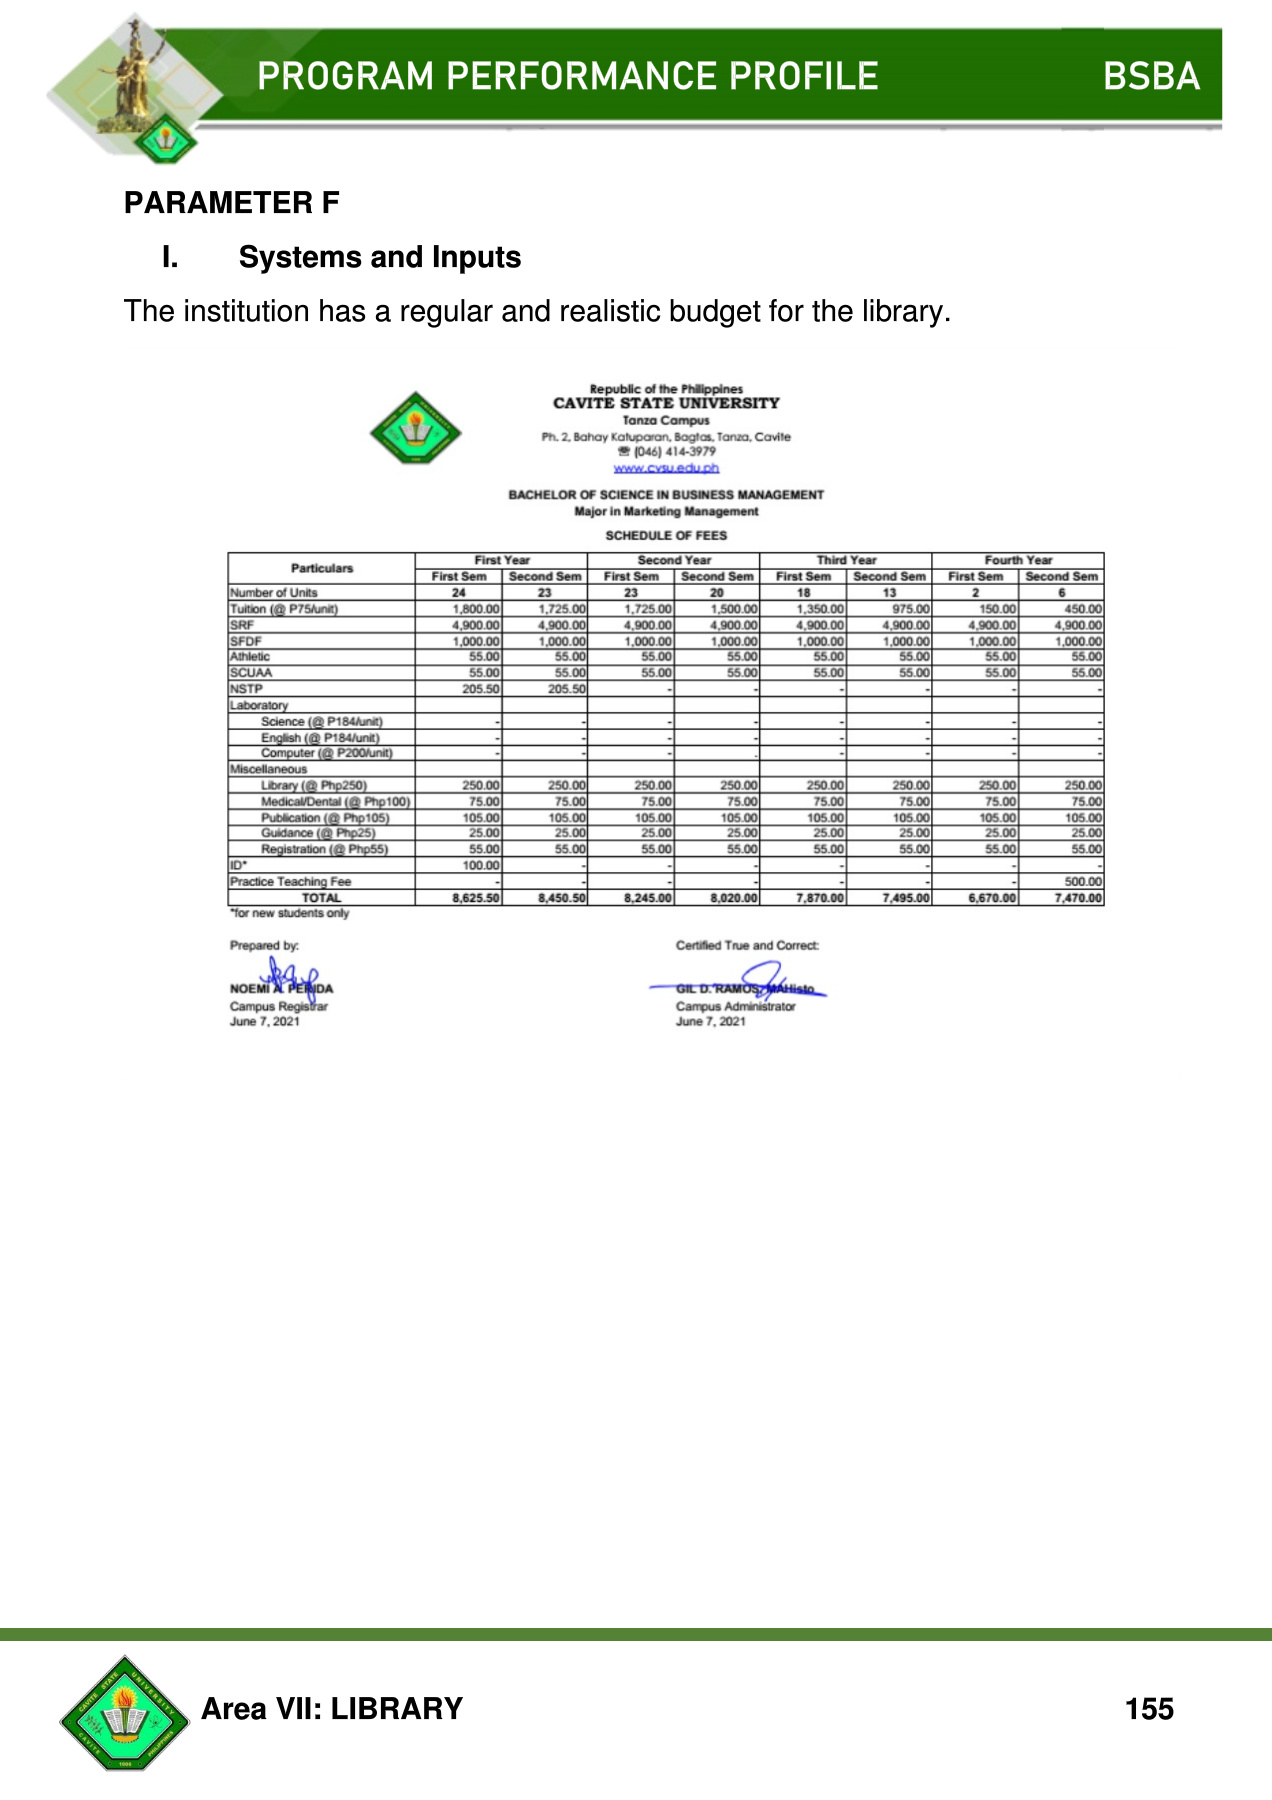 PROGRAM PERFORMANCE PROFILE BSBA
PARAMETER F
I. Systems and Inputs
The institution has a regular and realistic budget for the library.
Republic of the Philippines
CAVITE STATE UNIVERSITY
Tanza Campus
Ph. 2, Bahay Katuparan, Bagtas, Tanza, Cavite
☏ (046) 414-3979
www.cvsu.edu.ph
BACHELOR OF SCIENCE IN BUSINESS MANAGEMENT
Major in Marketing Management
SCHEDULE OF FEES
Particulars First Year Second Year Third Year Fourth Year
First Sem Second Sem First Sem Second Sem First Sem Second Sem First Sem Second Sem
Number of Units 24 23 23 20 18 13 2 6
Tuition (@ P75/unit) 1,800.00 1,725.00 1,725.00 1,500.00 1,350.00 975.00 150.00 450.00
SRF 4,900.00 4,900.00 4,900.00 4,900.00 4,900.00 4,900.00 4,900.00 4,900.00
SFDF 1,000.00 1,000.00 1,000.00 1,000.00 1,000.00 1,000.00 1,000.00 1,000.00
Athletic 55.00 55.00 55.00 55.00 55.00 55.00 55.00 55.00
SCUAA 55.00 55.00 55.00 55.00 55.00 55.00 55.00 55.00
NSTP 205.50 205.50 - - - - - -
Laboratory
Science (@ P184/unit) - - - - - - - -
English (@ P184/unit) - - - - - - - -
Computer (@ P200/unit) - - - - - - - -
Miscellaneous
Library (@ Php250) 250.00 250.00 250.00 250.00 250.00 250.00 250.00 250.00
Medical/Dental (@ Php100) 75.00 75.00 75.00 75.00 75.00 75.00 75.00 75.00
Publication (@ Php105) 105.00 105.00 105.00 105.00 105.00 105.00 105.00 105.00
Guidance (@ Php25) 25.00 25.00 25.00 25.00 25.00 25.00 25.00 25.00
Registration (@ Php55) 55.00 55.00 55.00 55.00 55.00 55.00 55.00 55.00
ID* 100.00 - - - - - - -
Practice Teaching Fee - - - - - - - 500.00
TOTAL 8,625.50 8,450.50 8,245.00 8,020.00 7,870.00 7,495.00 6,670.00 7,470.00
*for new students only
Prepared by: Certified True and Correct:
NOEMI A. PERIDA GIL D. RAMOS, MAHisto
Campus Registrar Campus Administrator
June 7, 2021 June 7, 2021
CAVITE STATE UNIVERSITY
CAVITE PHILIPPINES
1906
Area VII: LIBRARY 155